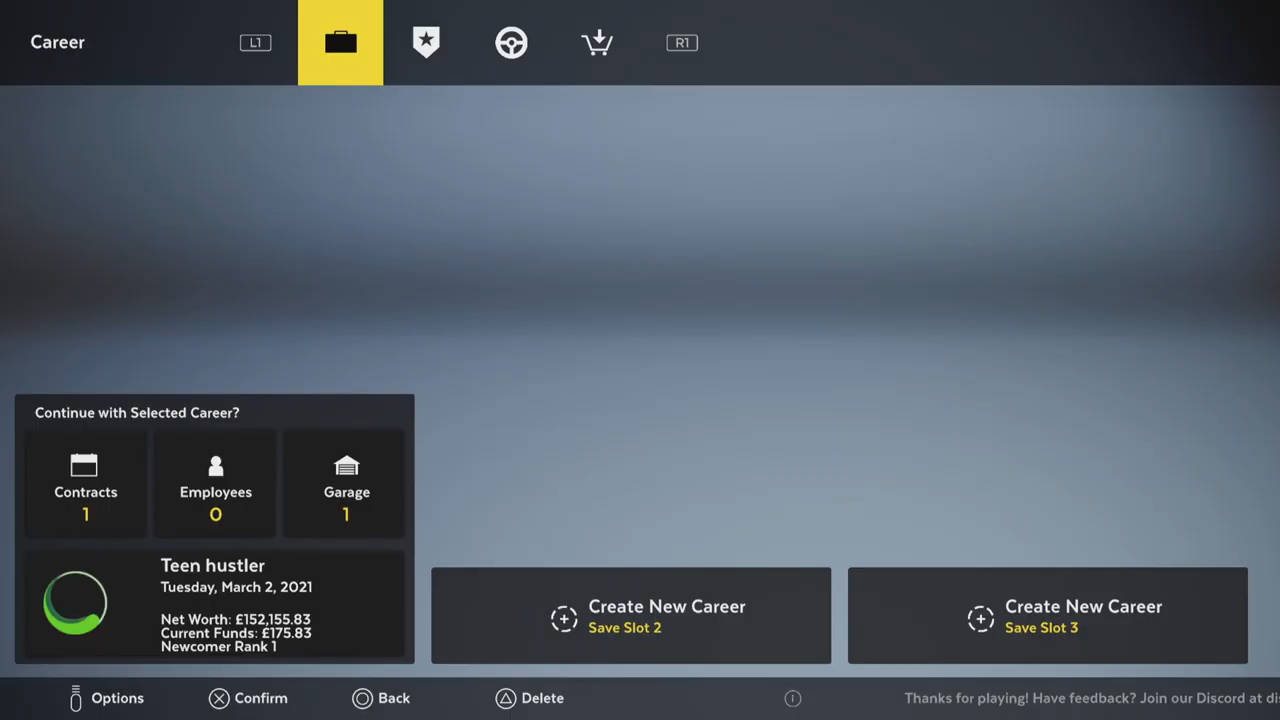 Career
L1
R1
Continue with Selected Career?
Contracts
1
Employees
0
Garage
1
Teen hustler
Tuesday, March 2, 2021
Net Worth: £152,155.83
Current Funds: £175.83
Newcomer Rank 1
Create New Career
Save Slot 2
Create New Career
Save Slot 3
Options
Confirm
Back
Delete
Thanks for playing! Have feedback? Join our Discord at dis